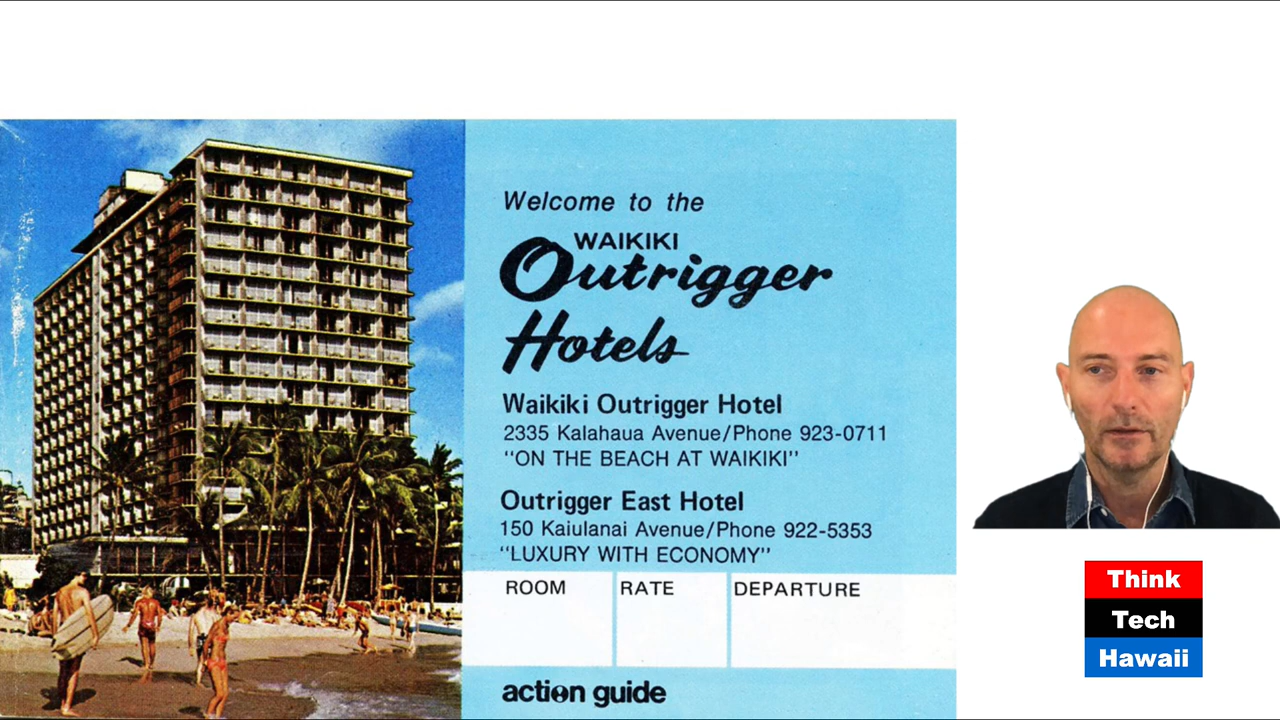 Welcome to the
WAIKIKI
Outrigger
Hotels
Waikiki Outrigger Hotel
2335 Kalahaua Avenue/Phone 923-0711
"ON THE BEACH AT WAIKIKI"
Outrigger East Hotel
150 Kaiulanai Avenue/Phone 922-5353
"LUXURY WITH ECONOMY"
ROOM RATE DEPARTURE
action guide
Think
Tech
Hawaii